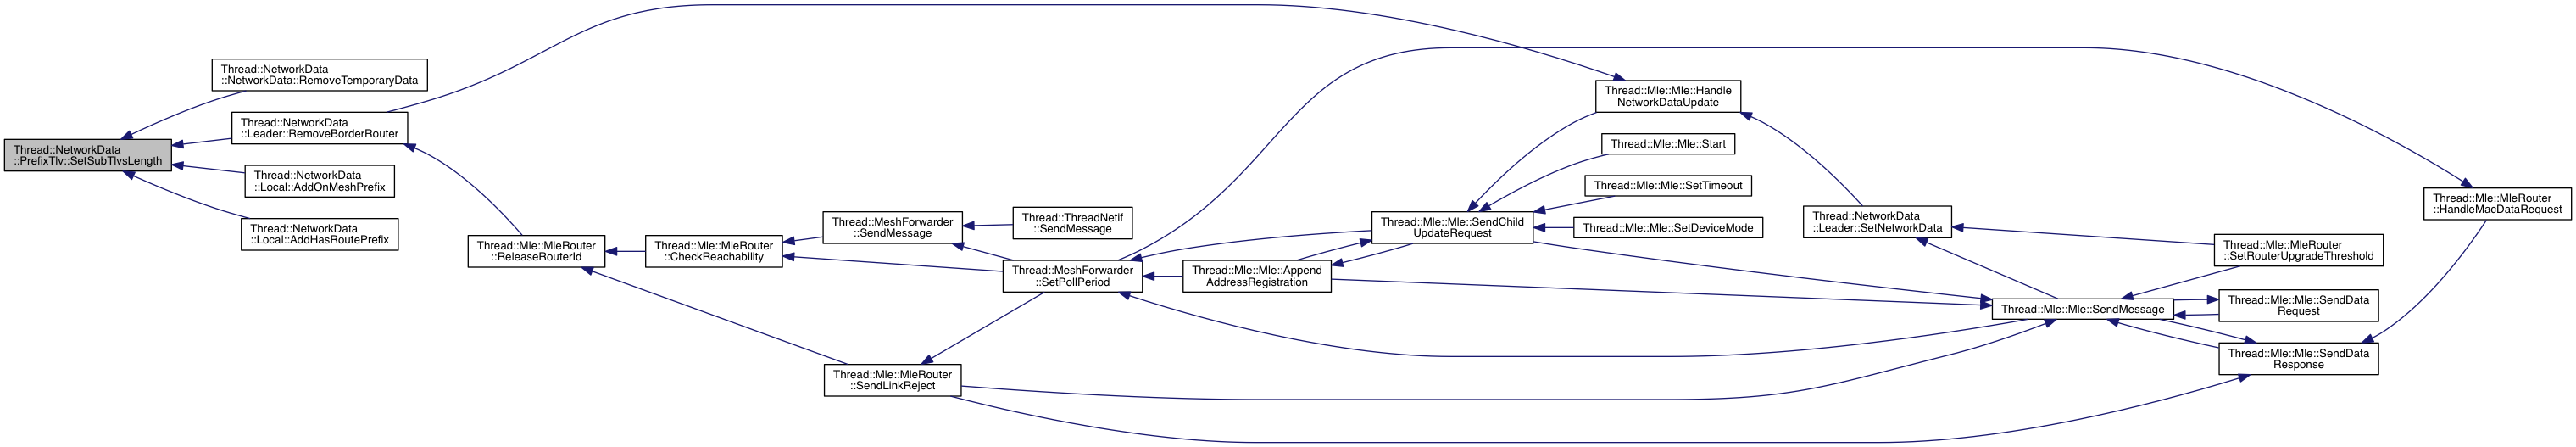 Thread::NetworkData
::PrefixTlv::SetSubTlvsLength
Thread::NetworkData
::NetworkData::RemoveTemporaryData
Thread::NetworkData
::Leader::RemoveBorderRouter
Thread::NetworkData
::Local::AddOnMeshPrefix
Thread::NetworkData
::Local::AddHasRoutePrefix
Thread::Mle::MleRouter
::ReleaseRouterId
Thread::Mle::MleRouter
::CheckReachability
Thread::Mle::MleRouter
::SendLinkReject
Thread::MeshForwarder
::SendMessage
Thread::ThreadNetif
::SendMessage
Thread::MeshForwarder
::SetPollPeriod
Thread::Mle::Mle::Append
AddressRegistration
Thread::Mle::Mle::SendChild
UpdateRequest
Thread::Mle::Mle::Handle
NetworkDataUpdate
Thread::Mle::Mle::Start
Thread::Mle::Mle::SetTimeout
Thread::Mle::Mle::SetDeviceMode
Thread::NetworkData
::Leader::SetNetworkData
Thread::Mle::Mle::SendMessage
Thread::Mle::MleRouter
::HandleMacDataRequest
Thread::Mle::MleRouter
::SetRouterUpgradeThreshold
Thread::Mle::Mle::SendData
Request
Thread::Mle::Mle::SendData
Response